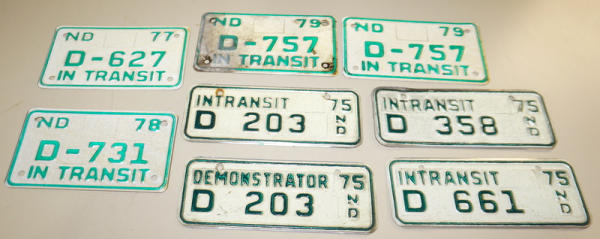 ND 77
D-627
IN TRANSIT
ND 79
D-757
IN TRANSIT
ND 79
D-757
IN TRANSIT
ND 78
D-731
IN TRANSIT
INTRANSIT 75
D 203 ND
INTRANSIT 75
D 358 ND
DEMONSTRATOR 75
D 203 ND
INTRANSIT 75
D 661 ND